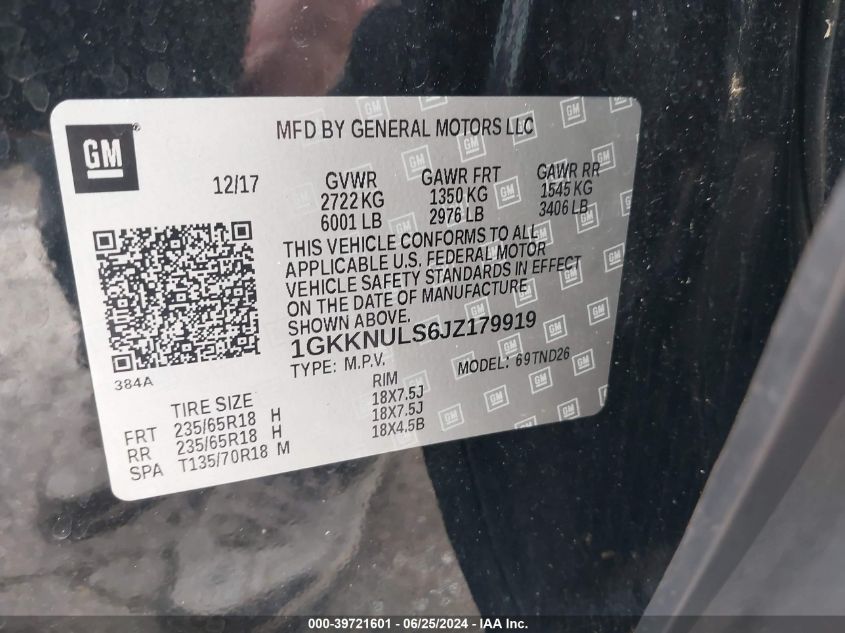 GM
MFD BY GENERAL MOTORS LLC
12/17
GVWR GAWR FRT GAWR RR
2722 KG 1350 KG 1545 KG
6001 LB 2976 LB 3406 LB
THIS VEHICLE CONFORMS TO ALL
APPLICABLE U.S. FEDERAL MOTOR
VEHICLE SAFETY STANDARDS IN EFFECT
ON THE DATE OF MANUFACTURE
SHOWN ABOVE.
1GKKNULS6JZ179919
TYPE: M.P.V. MODEL: 69TND26
384A
TIRE SIZE RIM
FRT 235/65R18 H 18X7.5J
RR 235/65R18 H 18X7.5J
SPA T135/70R18 M 18X4.5B
000-39721601 - 06/25/2024 - IAA, Inc.